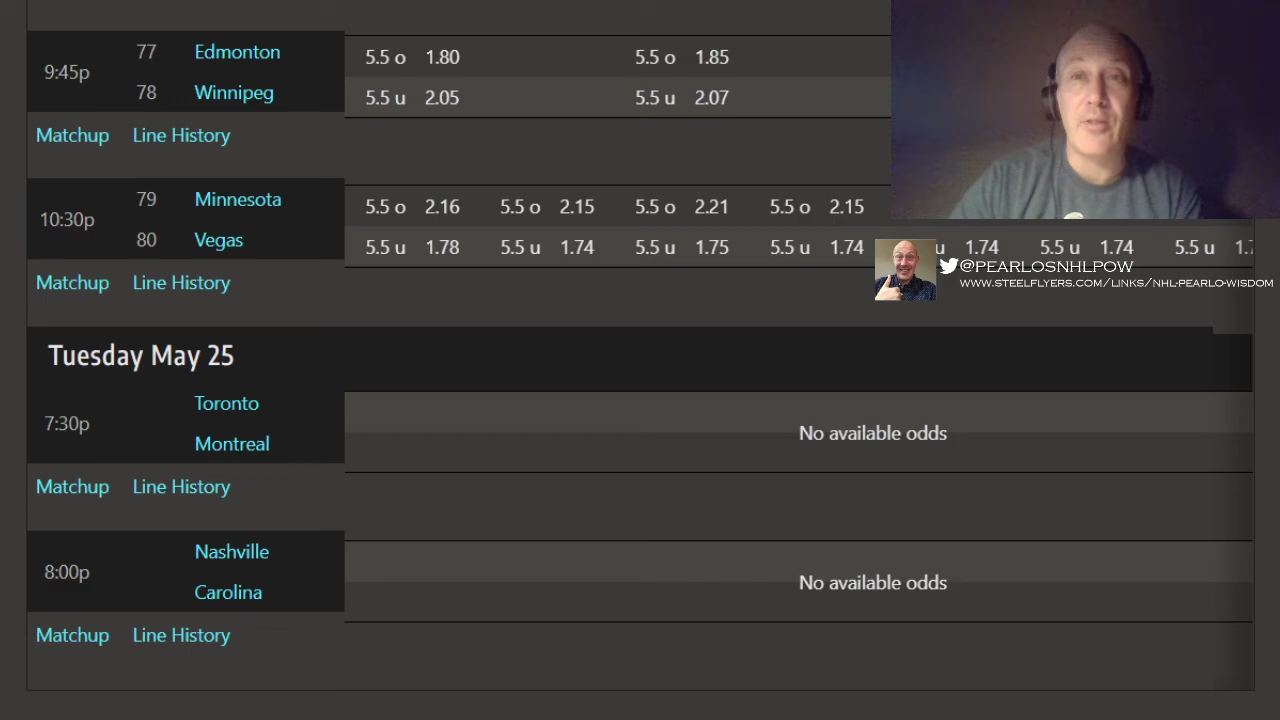 9:45p 77 Edmonton 5.5 o 1.80 5.5 o 1.85
78 Winnipeg 5.5 u 2.05 5.5 u 2.07
Matchup Line History
10:30p 79 Minnesota 5.5 o 2.16 5.5 o 2.15 5.5 o 2.21 5.5 o 2.15
80 Vegas 5.5 u 1.78 5.5 u 1.74 5.5 u 1.75 5.5 u 1.74 u 1.74 5.5 u 1.74 5.5 u
@PEARLOSNHLPOW
WWW.STEELFLYERS.COM/LINKS/NHL-PEARLO-WISDOM
Matchup Line History
Tuesday May 25
7:30p Toronto
Montreal
No available odds
Matchup Line History
8:00p Nashville
Carolina
No available odds
Matchup Line History